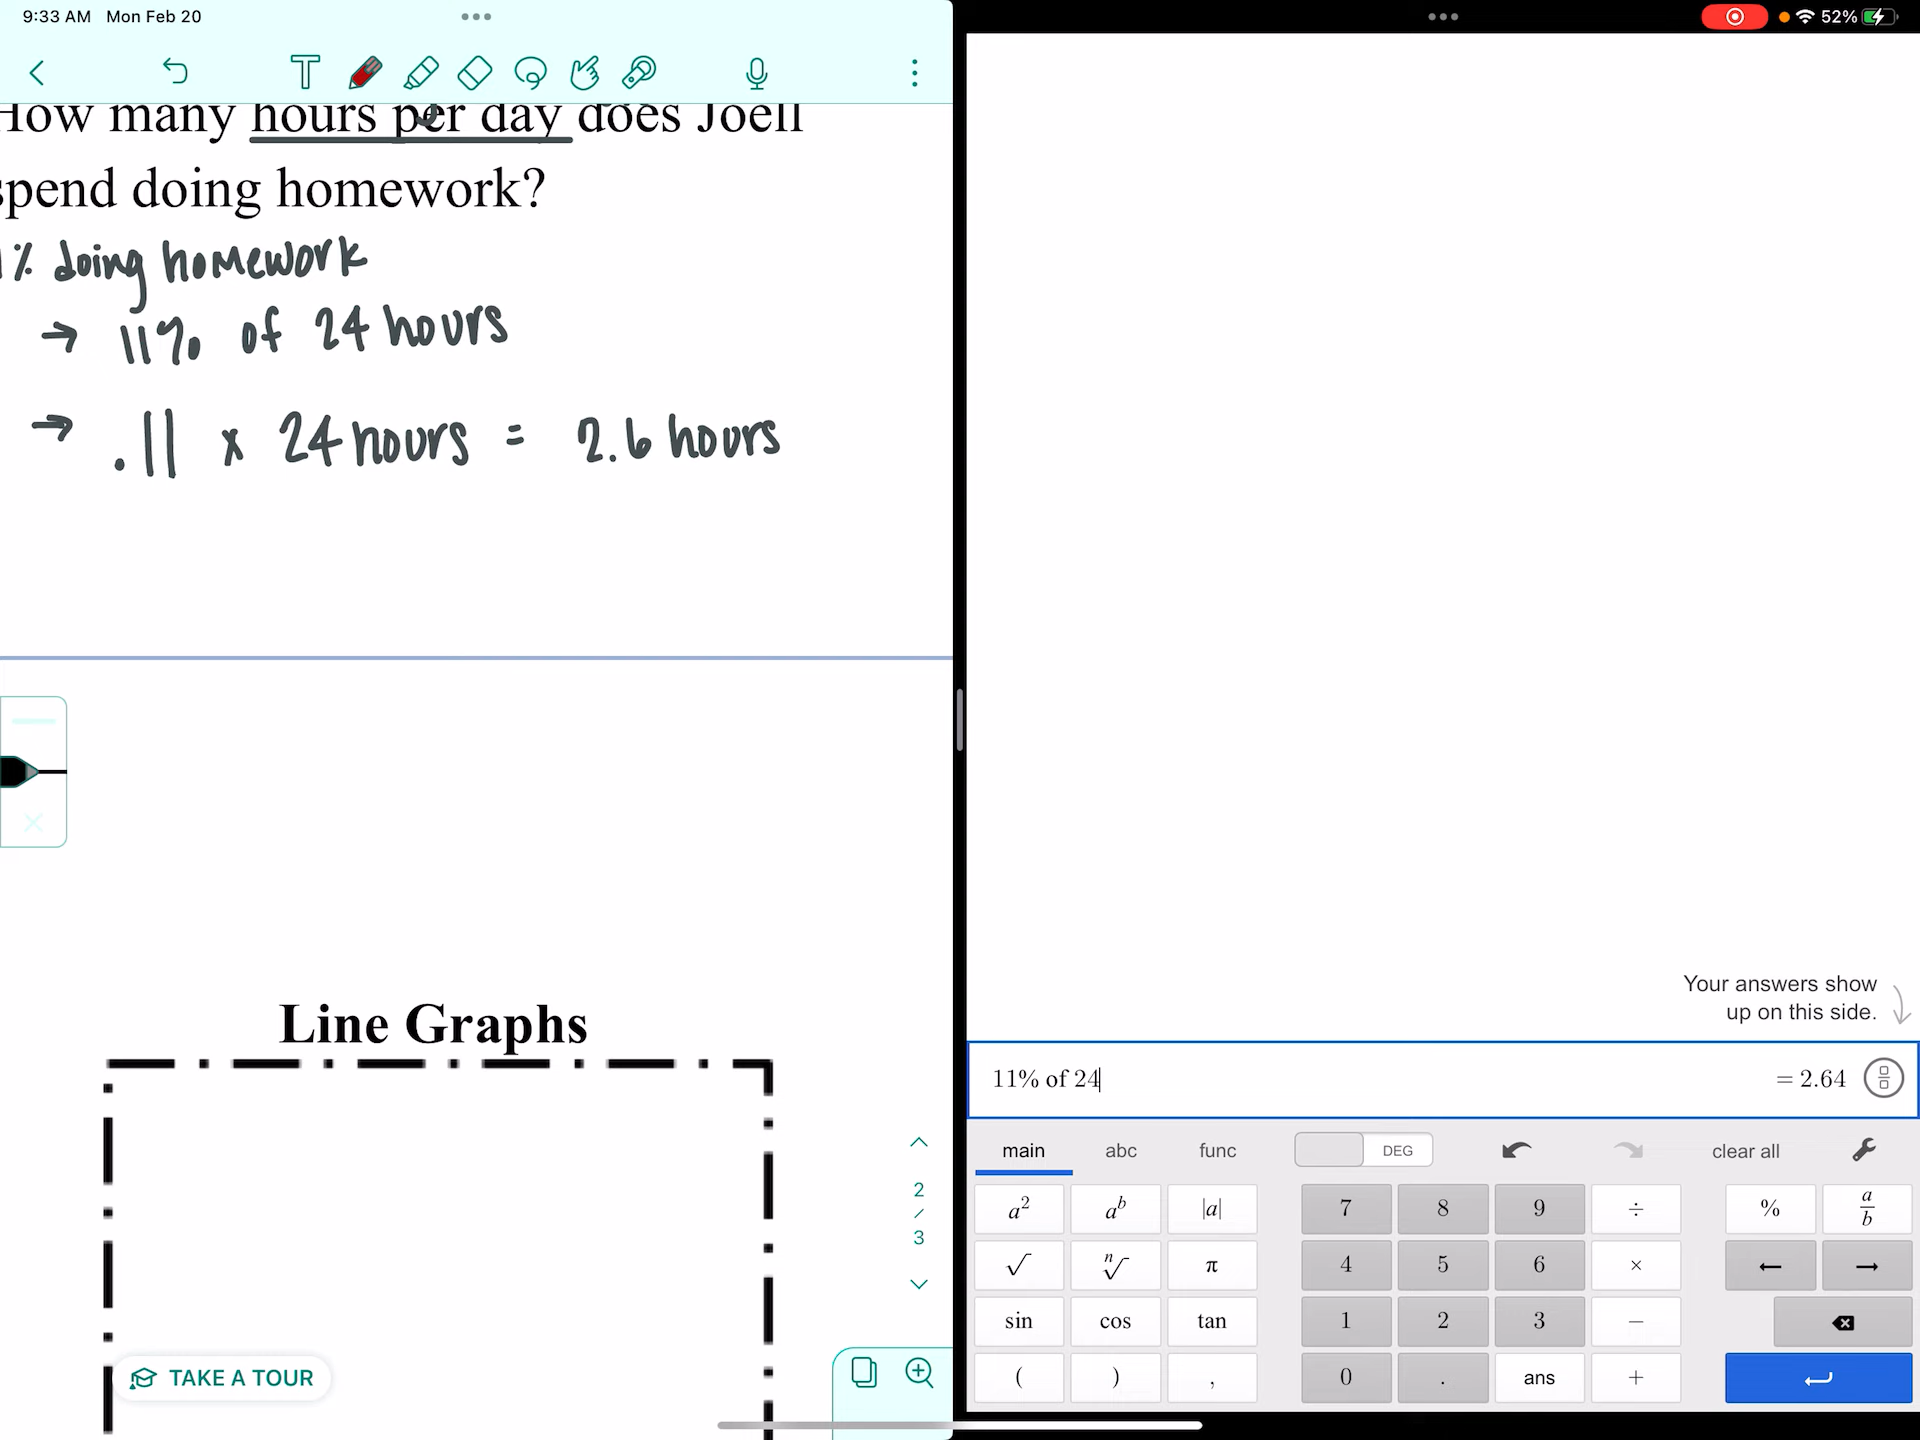 9:33 AM Mon Feb 20
52%
How many hours per day does Joell
spend doing homework?
% doing homework
→ 11% of 24 hours
→ .11 x 24 hours = 2.6 hours
Line Graphs
2
/
3
TAKE A TOUR
Your answers show
up on this side.
11% of 24 = 2.64
main abc func DEG clear all
a² aᵇ |a| 7 8 9 ÷ % a/b
√ ⁿ√ π 4 5 6 × ← →
sin cos tan 1 2 3 −
( ) , 0 . ans +